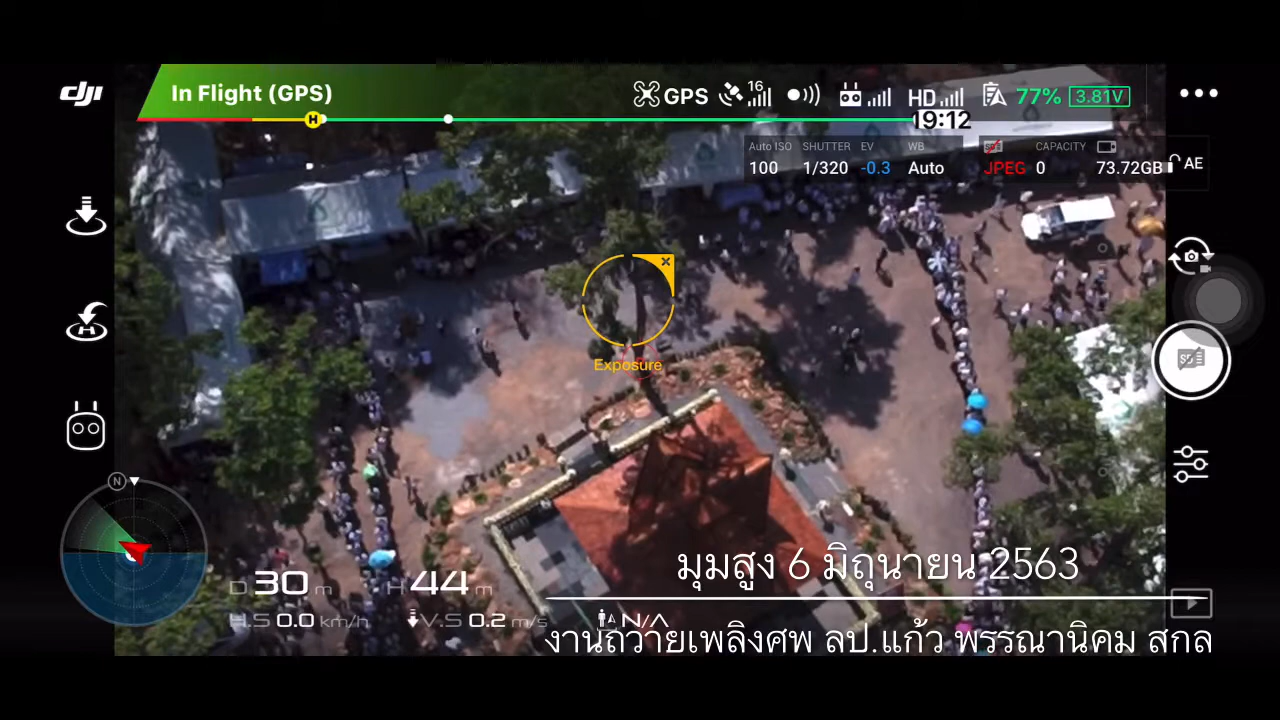 dji
In Flight (GPS)
GPS
16
HD
77%
3.81V
H
19:12
Auto ISO SHUTTER EV WB CAPACITY
100 1/320 -0.3 Auto JPEG 0 73.72GB
AE
Exposure
SD
N
D 30 m H 44 m
H.S 0.0 km/h V.S 0.2 m/s N/A
มุมสูง 6 มิถุนายน 2563
งานถวายเพลิงศพ ลป.แก้ว พรรณานิคม สกล